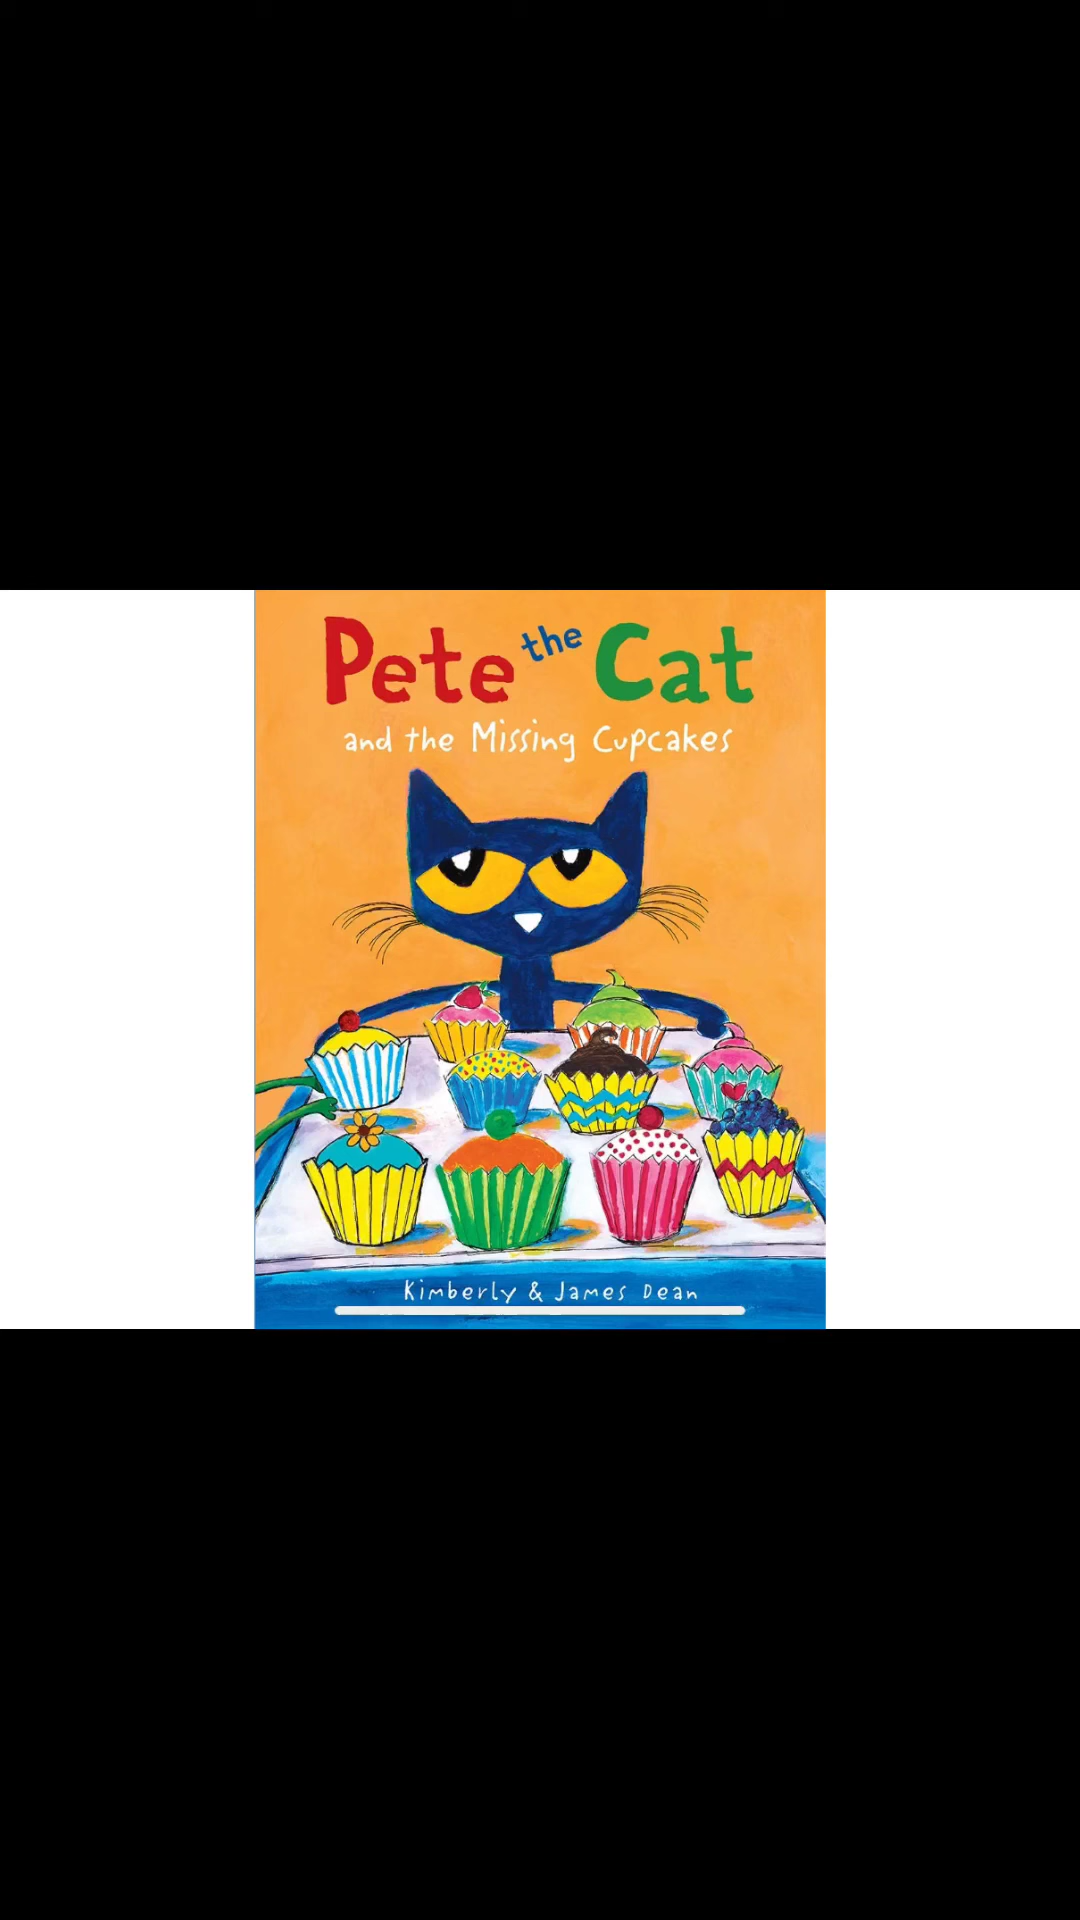 Pete the Cat
and the Missing Cupcakes
Kimberly & James Dean